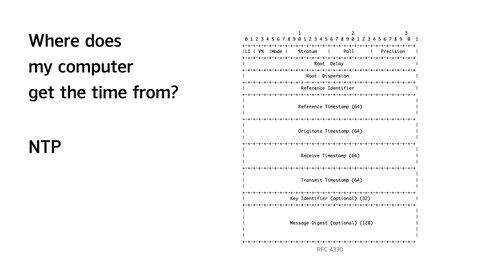 Where does
my computer
get the time from?
NTP
1 2 3
0 1 2 3 4 5 6 7 8 9 0 1 2 3 4 5 6 7 8 9 0 1 2 3 4 5 6 7 8 9 0 1
+-+-+-+-+-+-+-+-+-+-+-+-+-+-+-+-+-+-+-+-+-+-+-+-+-+-+-+-+-+-+-+-+
|LI | VN |Mode | Stratum | Poll | Precision |
+-+-+-+-+-+-+-+-+-+-+-+-+-+-+-+-+-+-+-+-+-+-+-+-+-+-+-+-+-+-+-+-+
| Root Delay |
+-+-+-+-+-+-+-+-+-+-+-+-+-+-+-+-+-+-+-+-+-+-+-+-+-+-+-+-+-+-+-+-+
| Root Dispersion |
+-+-+-+-+-+-+-+-+-+-+-+-+-+-+-+-+-+-+-+-+-+-+-+-+-+-+-+-+-+-+-+-+
| Reference Identifier |
+-+-+-+-+-+-+-+-+-+-+-+-+-+-+-+-+-+-+-+-+-+-+-+-+-+-+-+-+-+-+-+-+
| |
| Reference Timestamp (64) |
| |
+-+-+-+-+-+-+-+-+-+-+-+-+-+-+-+-+-+-+-+-+-+-+-+-+-+-+-+-+-+-+-+-+
| |
| Originate Timestamp (64) |
| |
+-+-+-+-+-+-+-+-+-+-+-+-+-+-+-+-+-+-+-+-+-+-+-+-+-+-+-+-+-+-+-+-+
| |
| Receive Timestamp (64) |
| |
+-+-+-+-+-+-+-+-+-+-+-+-+-+-+-+-+-+-+-+-+-+-+-+-+-+-+-+-+-+-+-+-+
| |
| Transmit Timestamp (64) |
| |
+-+-+-+-+-+-+-+-+-+-+-+-+-+-+-+-+-+-+-+-+-+-+-+-+-+-+-+-+-+-+-+-+
| Key Identifier (optional) (32) |
+-+-+-+-+-+-+-+-+-+-+-+-+-+-+-+-+-+-+-+-+-+-+-+-+-+-+-+-+-+-+-+-+
| |
| |
| Message Digest (optional) (128) |
| |
| |
+-+-+-+-+-+-+-+-+-+-+-+-+-+-+-+-+-+-+-+-+-+-+-+-+-+-+-+-+-+-+-+-+
RFC 4330